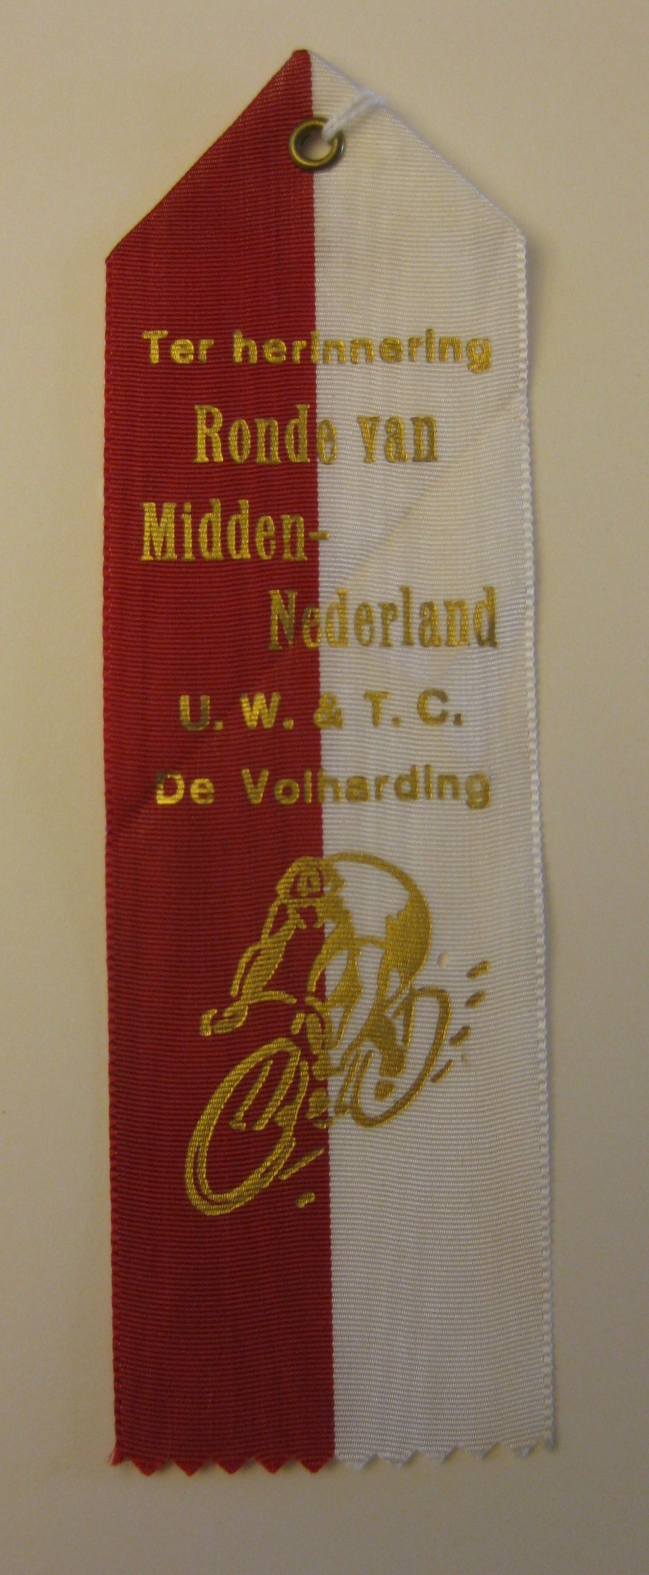 Ter herinnering
Ronde van
Midden-
Nederland
U. W. & T. C.
De Volharding